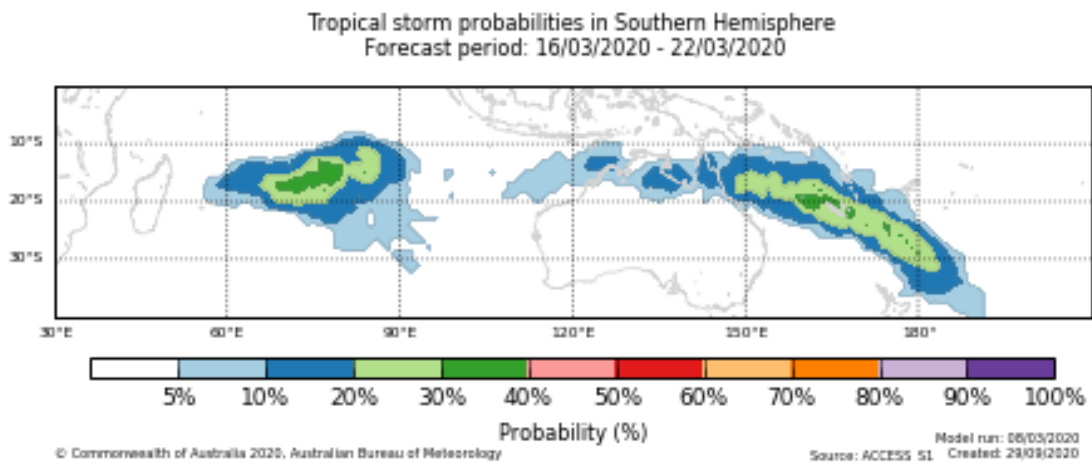 Tropical storm probabilities in Southern Hemisphere
Forecast period: 16/03/2020 - 22/03/2020
10°S
20°S
30°S
30°E 60°E 90°E 120°E 150°E 180°
5% 10% 20% 30% 40% 50% 60% 70% 80% 90% 100%
Probability (%)
Model run: 08/03/2020
© Commonwealth of Australia 2020, Australian Bureau of Meteorology Source: ACCESS S1 Created: 29/09/2020